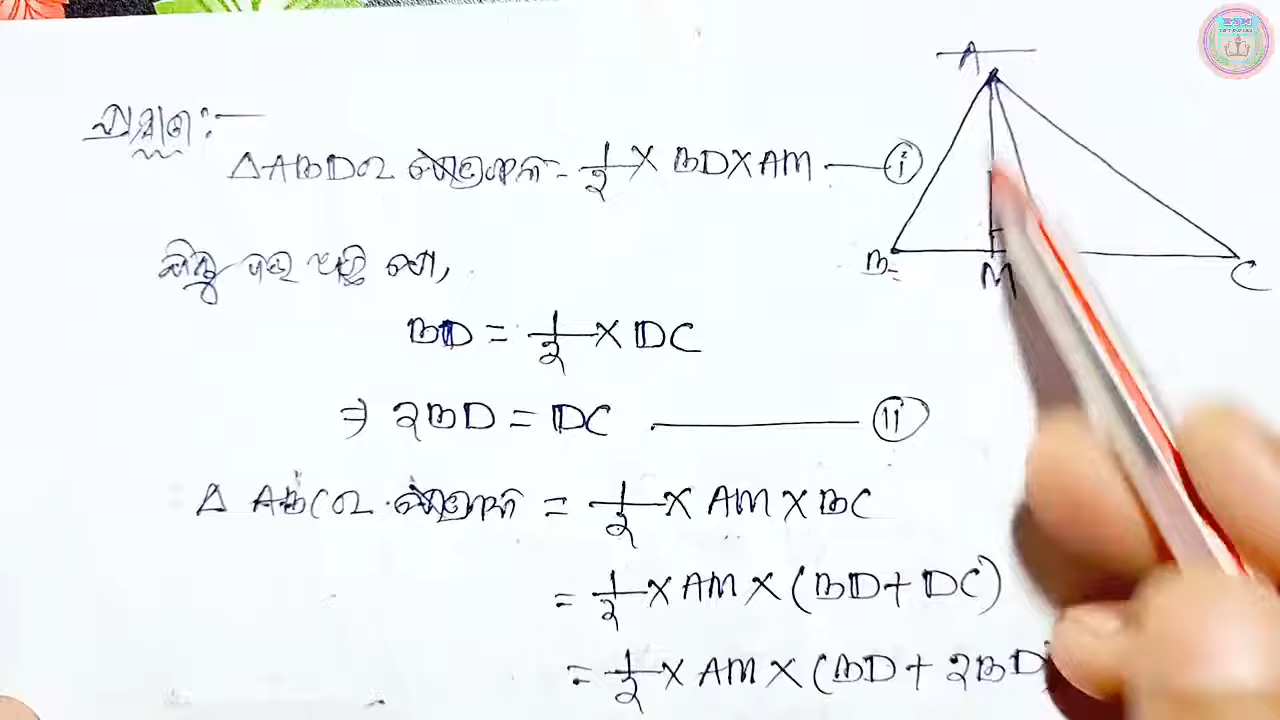 ପ୍ରମାଣ :—
△ABDର କ୍ଷେତ୍ରଫଳ = 1/2 × BD × AM — (i)
କିନ୍ତୁ ଦତ୍ତ ଅଛି ଯେ,
BD = 1/2 × DC
⇒ 2BD = DC — (ii)
△ ABCର କ୍ଷେତ୍ରଫଳ = 1/2 × AM × BC
= 1/2 × AM × (BD + DC)
= 1/2 × AM × (BD + 2BD)
A
B M C